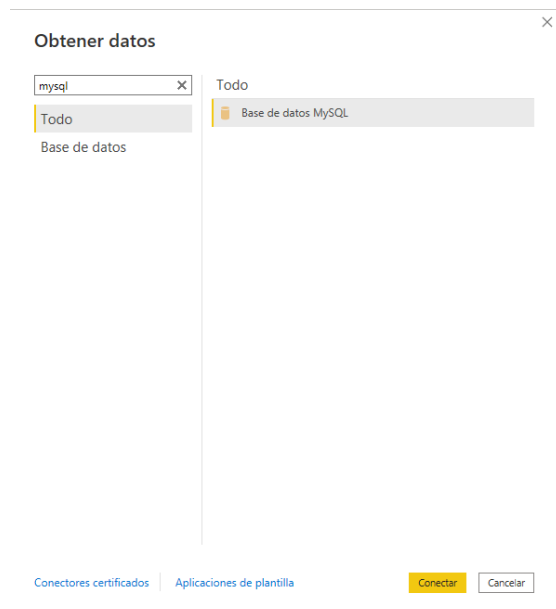 Obtener datos
mysql
Todo
Base de datos
Todo
Base de datos MySQL
Conectores certificados
Aplicaciones de plantilla
Conectar
Cancelar